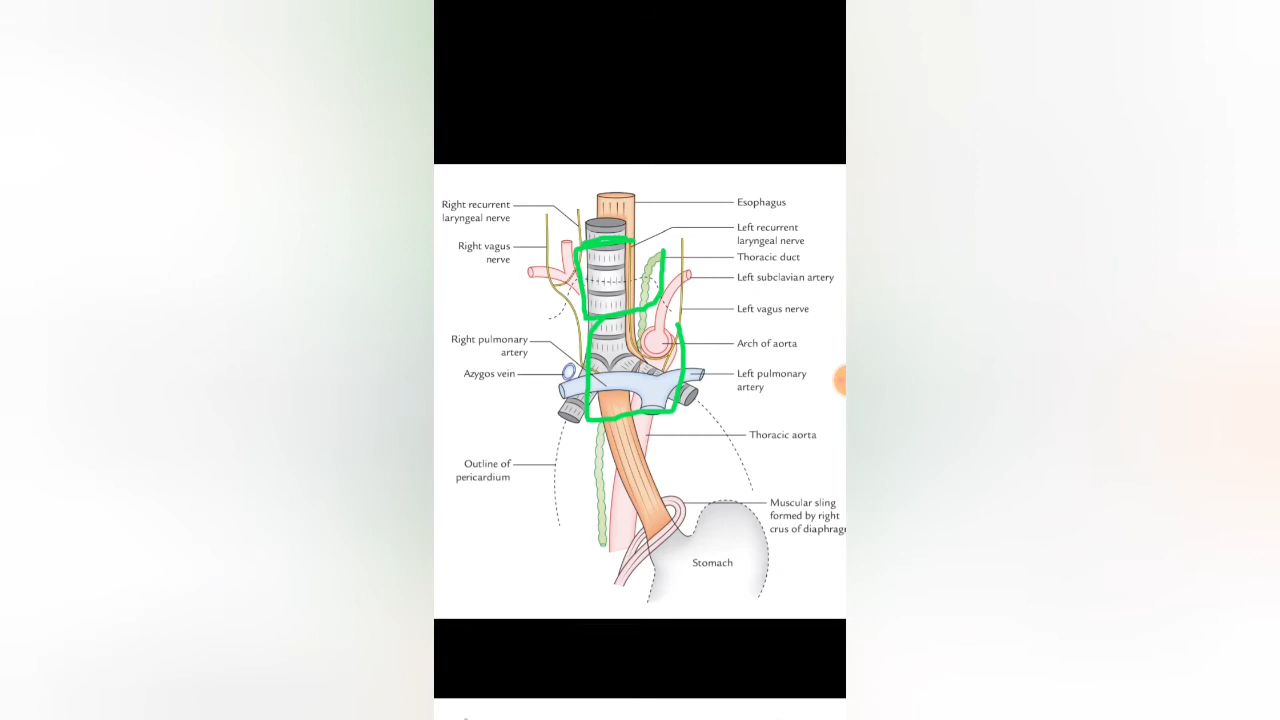 Right recurrent
laryngeal nerve
Right vagus
nerve
Right pulmonary
artery
Azygos vein
Outline of
pericardium
Esophagus
Left recurrent
laryngeal nerve
Thoracic duct
Left subclavian artery
Left vagus nerve
Arch of aorta
Left pulmonary
artery
Thoracic aorta
Muscular sling
formed by right
crus of diaphrag
Stomach